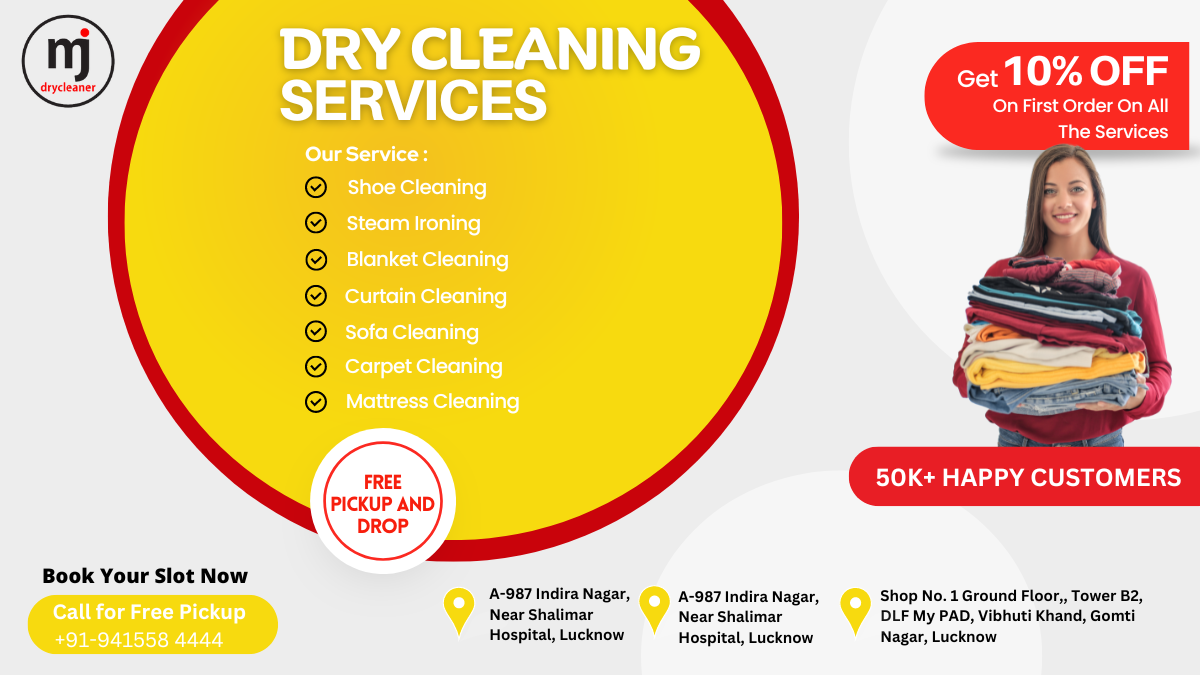 mj
drycleaner
DRY CLEANING
SERVICES
Our Service :
Shoe Cleaning
Steam Ironing
Blanket Cleaning
Curtain Cleaning
Sofa Cleaning
Carpet Cleaning
Mattress Cleaning
FREE
PICKUP AND
DROP
Get 10% OFF
On First Order On All
The Services
50K+ HAPPY CUSTOMERS
Book Your Slot Now
Call for Free Pickup
+91-941558 4444
A-987 Indira Nagar,
Near Shalimar
Hospital, Lucknow
A-987 Indira Nagar,
Near Shalimar
Hospital, Lucknow
Shop No. 1 Ground Floor,, Tower B2,
DLF My PAD, Vibhuti Khand, Gomti
Nagar, Lucknow